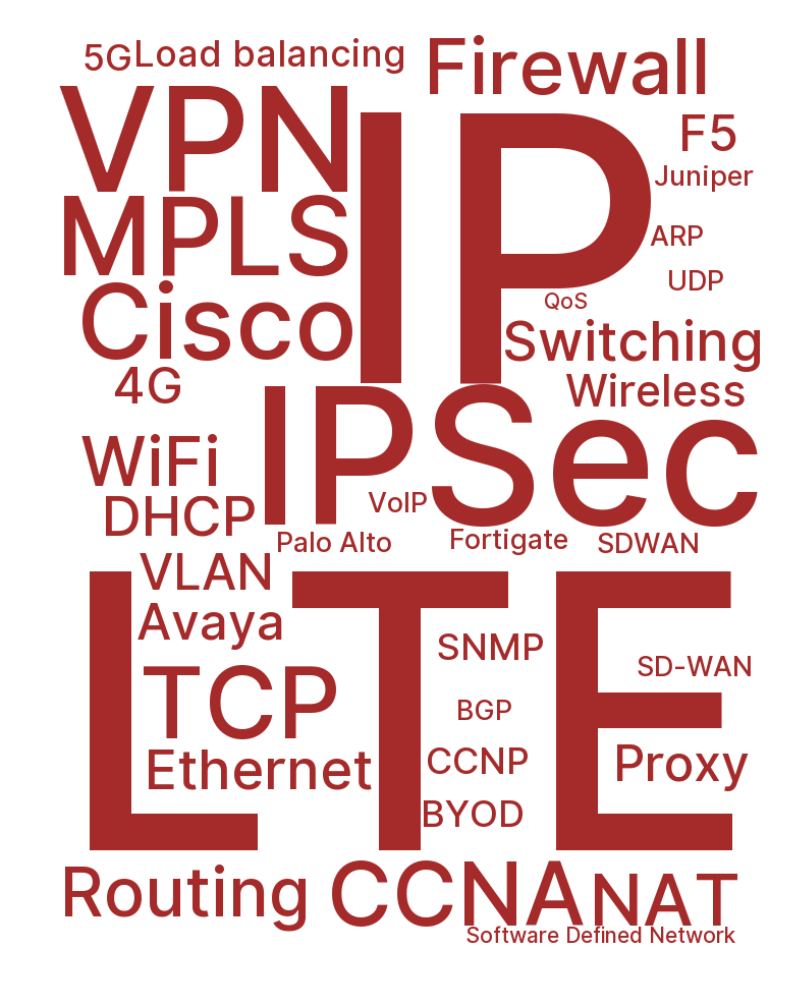 5G
Load balancing
Firewall
VPN
IP
F5
Juniper
MPLS
ARP
UDP
Cisco
QoS
Switching
4G
Wireless
IPSec
WiFi
DHCP
VoIP
Palo Alto
Fortigate
SDWAN
VLAN
LTE
Avaya
SNMP
SD-WAN
TCP
BGP
Ethernet
CCNP
Proxy
BYOD
Routing
CCNA
NAT
Software Defined Network